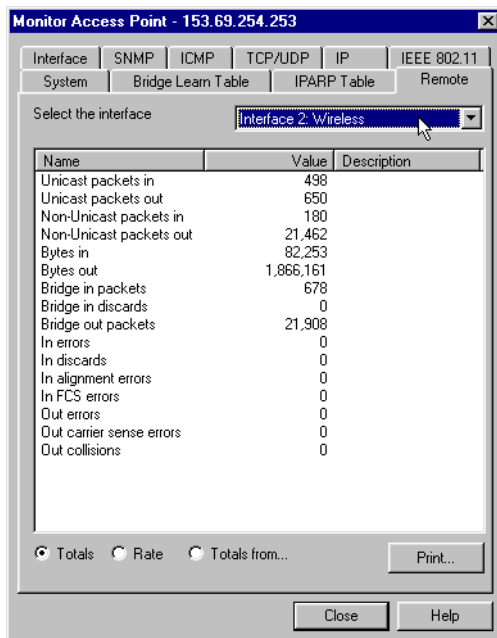 Monitor Access Point - 153.69.254.253
Interface SNMP ICMP TCP/UDP IP IEEE 802.11
System Bridge Learn Table IPARP Table Remote
Select the interface Interface 2: Wireless
Name Value Description
Unicast packets in 498
Unicast packets out 650
Non-Unicast packets in 180
Non-Unicast packets out 21,462
Bytes in 82,253
Bytes out 1,866,161
Bridge in packets 678
Bridge in discards 0
Bridge out packets 21,908
In errors 0
In discards 0
In alignment errors 0
In FCS errors 0
Out errors 0
Out carrier sense errors 0
Out collisions 0
Totals Rate Totals from... Print...
Close Help